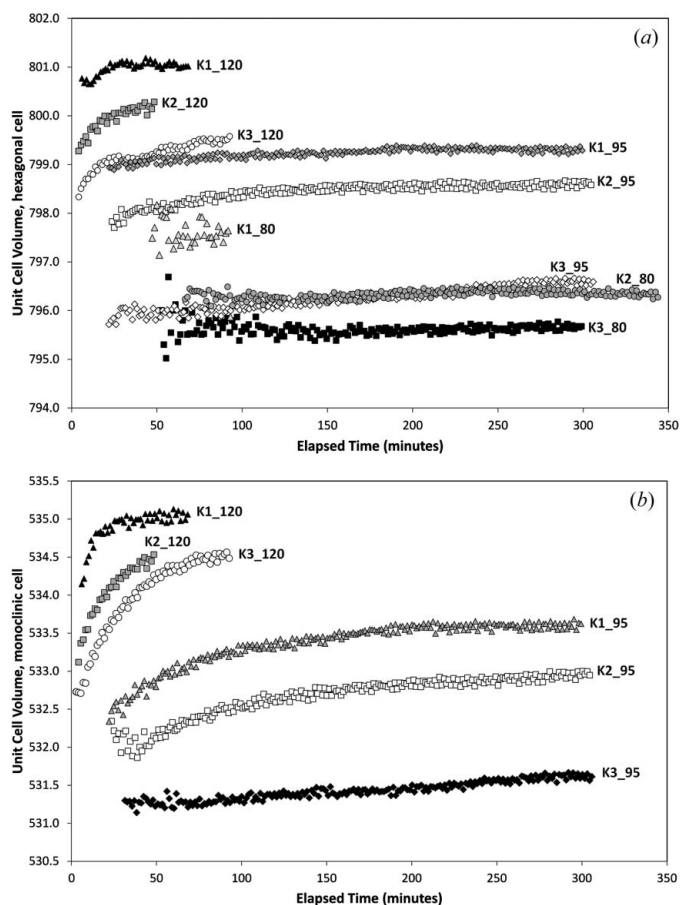 (a)
802.0
801.0
800.0
799.0
798.0
797.0
796.0
795.0
794.0
Unit Cell Volume, hexagonal cell
K1_120
K2_120
K3_120
K1_95
K2_95
K1_80
K3_95
K2_80
K3_80
0 50 100 150 200 250 300 350
Elapsed Time (minutes)
(b)
535.5
535.0
534.5
534.0
533.5
533.0
532.5
532.0
531.5
531.0
530.5
Unit Cell Volume, monoclinic cell
K1_120
K2_120
K3_120
K1_95
K2_95
K3_95
0 50 100 150 200 250 300 350
Elapsed Time (minutes)